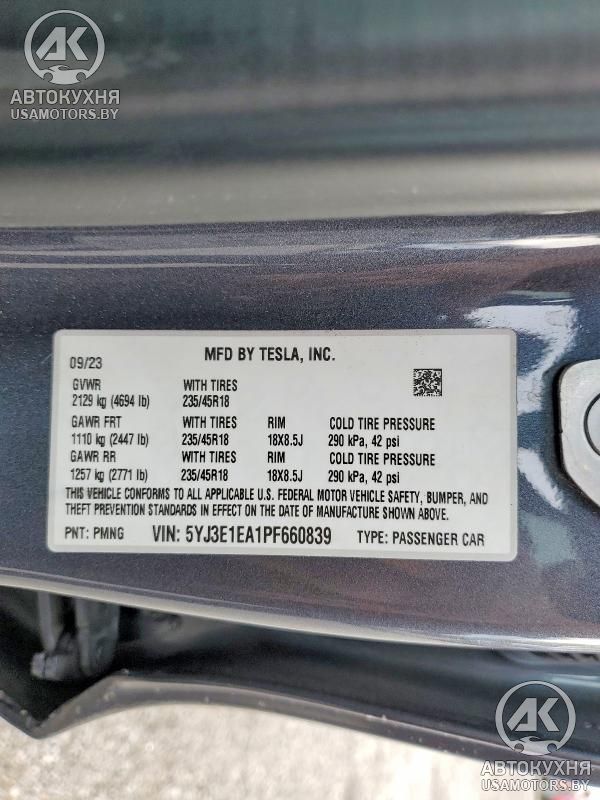 АК
АВТОКУХНЯ
USAMOTORS.BY
09/23
MFD BY TESLA, INC.
GVWR WITH TIRES
2129 kg (4694 lb) 235/45R18
GAWR FRT WITH TIRES RIM COLD TIRE PRESSURE
1110 kg (2447 lb) 235/45R18 18X8.5J 290 kPa, 42 psi
GAWR RR WITH TIRES RIM COLD TIRE PRESSURE
1257 kg (2771 lb) 235/45R18 18X8.5J 290 kPa, 42 psi
THIS VEHICLE CONFORMS TO ALL APPLICABLE U.S. FEDERAL MOTOR VEHICLE SAFETY, BUMPER, AND
THEFT PREVENTION STANDARDS IN EFFECT ON THE DATE OF MANUFACTURE SHOWN ABOVE.
PNT: PMNG VIN: 5YJ3E1EA1PF660839 TYPE: PASSENGER CAR
АК
АВТОКУХНЯ
USAMOTORS.BY